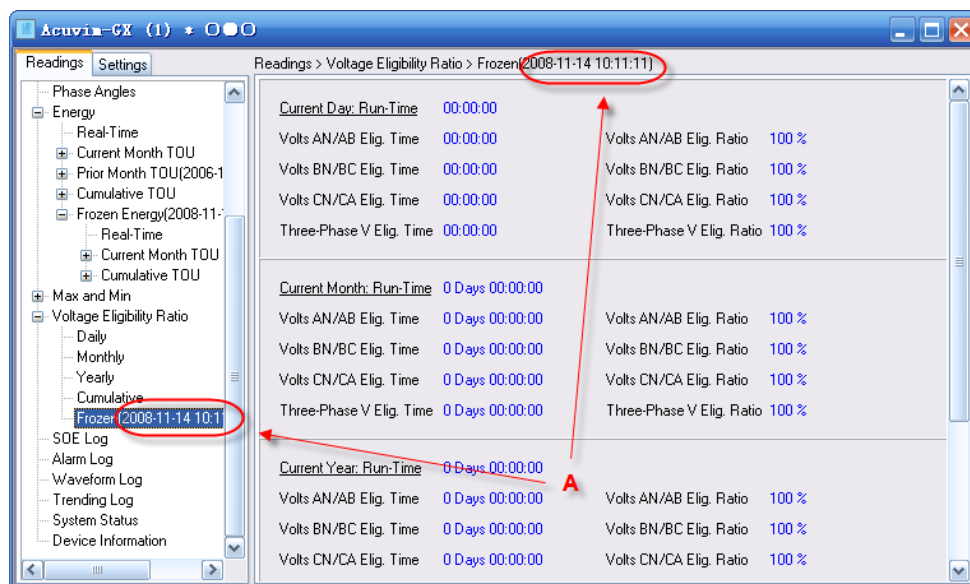 Acuvim-GX (1) *
Readings Settings
Readings > Voltage Eligibility Ratio > Frozen(2008-11-14 10:11:11)
Phase Angles
Energy
Real-Time
Current Month TOU
Prior Month TOU(2006-1
Cumulative TOU
Frozen Energy(2008-11-
Real-Time
Current Month TOU
Cumulative TOU
Max and Min
Voltage Eligibility Ratio
Daily
Monthly
Yearly
Cumulative
Frozen(2008-11-14 10:1
SOE Log
Alarm Log
Waveform Log
Trending Log
System Status
Device Information
Current Day: Run-Time 00:00:00
Volts AN/AB Elig. Time 00:00:00 Volts AN/AB Elig. Ratio 100 %
Volts BN/BC Elig. Time 00:00:00 Volts BN/BC Elig. Ratio 100 %
Volts CN/CA Elig. Time 00:00:00 Volts CN/CA Elig. Ratio 100 %
Three-Phase V Elig. Time 00:00:00 Three-Phase V Elig. Ratio 100 %
Current Month: Run-Time 0 Days 00:00:00
Volts AN/AB Elig. Time 0 Days 00:00:00 Volts AN/AB Elig. Ratio 100 %
Volts BN/BC Elig. Time 0 Days 00:00:00 Volts BN/BC Elig. Ratio 100 %
Volts CN/CA Elig. Time 0 Days 00:00:00 Volts CN/CA Elig. Ratio 100 %
Three-Phase V Elig. Time 0 Days 00:00:00 Three-Phase V Elig. Ratio 100 %
Current Year: Run-Time 0 Days 00:00:00
A
Volts AN/AB Elig. Time 0 Days 00:00:00 Volts AN/AB Elig. Ratio 100 %
Volts BN/BC Elig. Time 0 Days 00:00:00 Volts BN/BC Elig. Ratio 100 %
Volts CN/CA Elig. Time 0 Days 00:00:00 Volts CN/CA Elig. Ratio 100 %